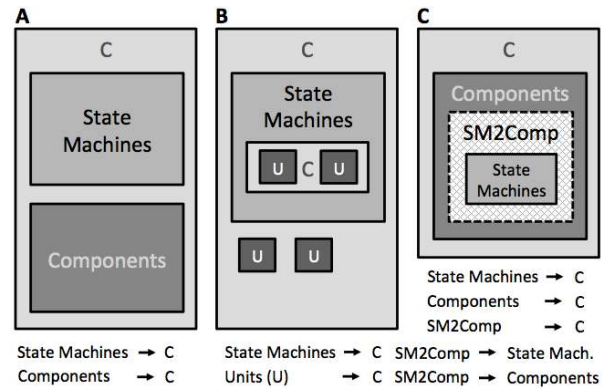 A
B
C
C
State
Machines
Components
C
State
Machines
U
C
U
U
U
C
Components
SM2Comp
State
Machines
State Machines → C
Components → C
State Machines → C
Units (U) → C
State Machines → C
Components → C
SM2Comp → C
SM2Comp → State Mach.
SM2Comp → Components